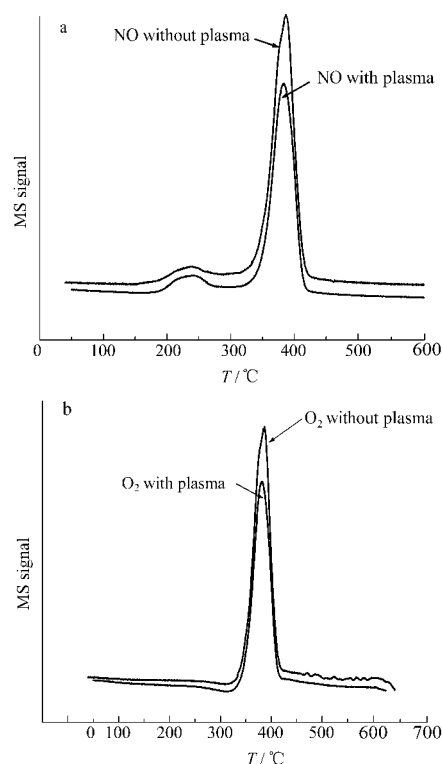 a
NO without plasma
NO with plasma
MS signal
0 100 200 300 400 500 600
T / ℃
b
O₂ without plasma
O₂ with plasma
MS signal
0 100 200 300 400 500 600 700
T / ℃